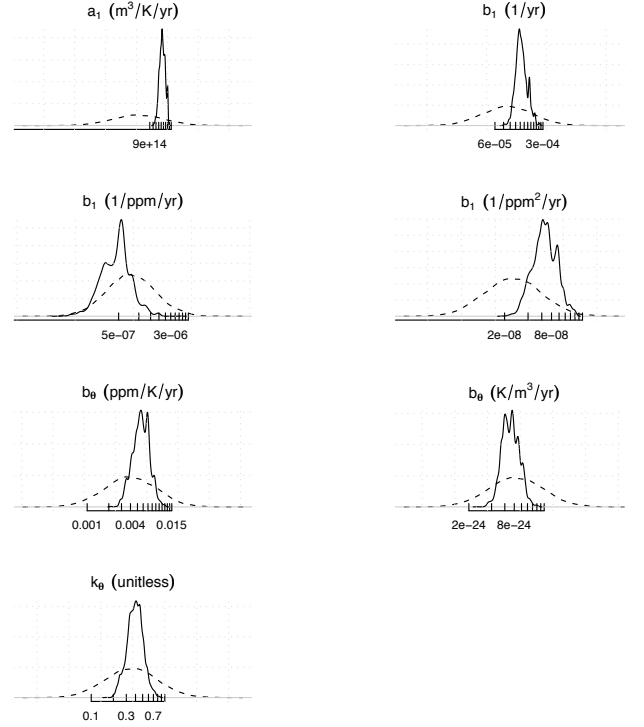 a₁ (m³/K/yr)
b₁ (1/yr)
9e+14
6e−05 3e−04
b₁ (1/ppm/yr)
b₁ (1/ppm²/yr)
5e−07 3e−06
2e−08 8e−08
bθ (ppm/K/yr)
bθ (K/m³/yr)
0.001 0.004 0.015
2e−24 8e−24
kθ (unitless)
0.1 0.3 0.7